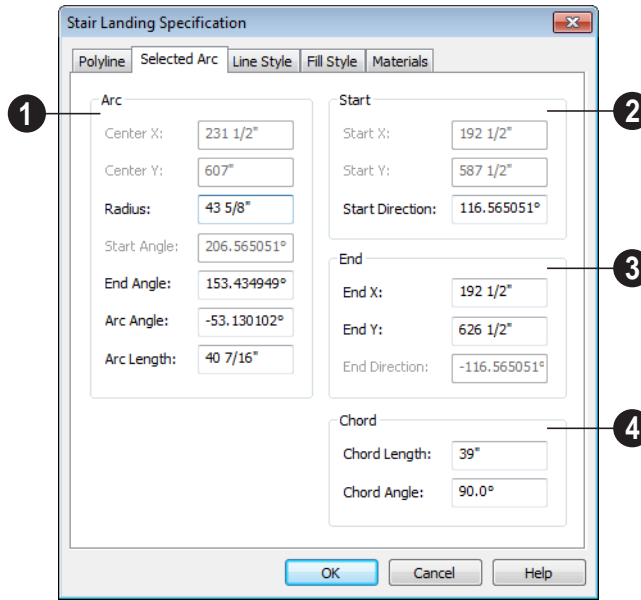 Stair Landing Specification
Polyline Selected Arc Line Style Fill Style Materials
1
Arc
Center X: 231 1/2"
Center Y: 607"
Radius: 43 5/8"
Start Angle: 206.565051°
End Angle: 153.434949°
Arc Angle: -53.130102°
Arc Length: 40 7/16"
2
Start
Start X: 192 1/2"
Start Y: 587 1/2"
Start Direction: 116.565051°
3
End
End X: 192 1/2"
End Y: 626 1/2"
End Direction: -116.565051°
4
Chord
Chord Length: 39"
Chord Angle: 90.0°
OK Cancel Help